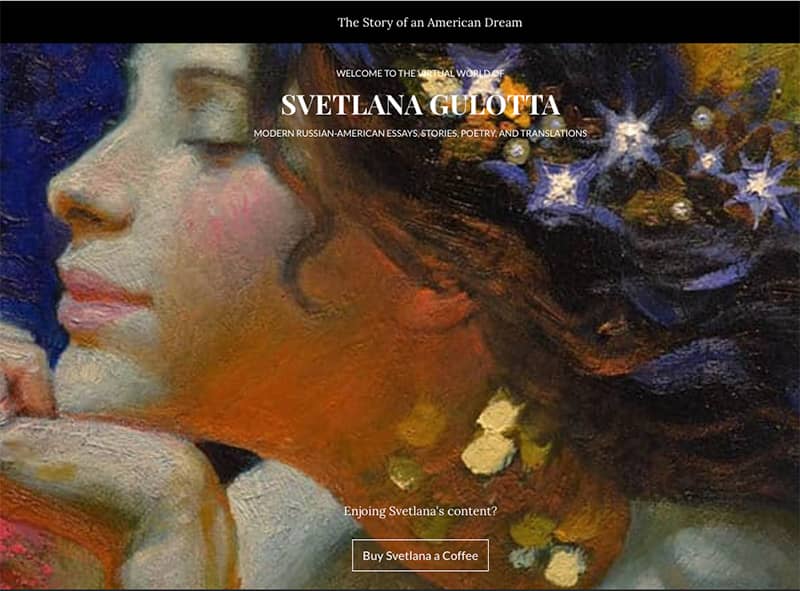 The Story of an American Dream
WELCOME TO THE VIRTUAL WORLD OF
SVETLANA GULOTTA
MODERN RUSSIAN-AMERICAN ESSAYS, STORIES, POETRY, AND TRANSLATIONS
Enjoing Svetlana's content?
Buy Svetlana a Coffee